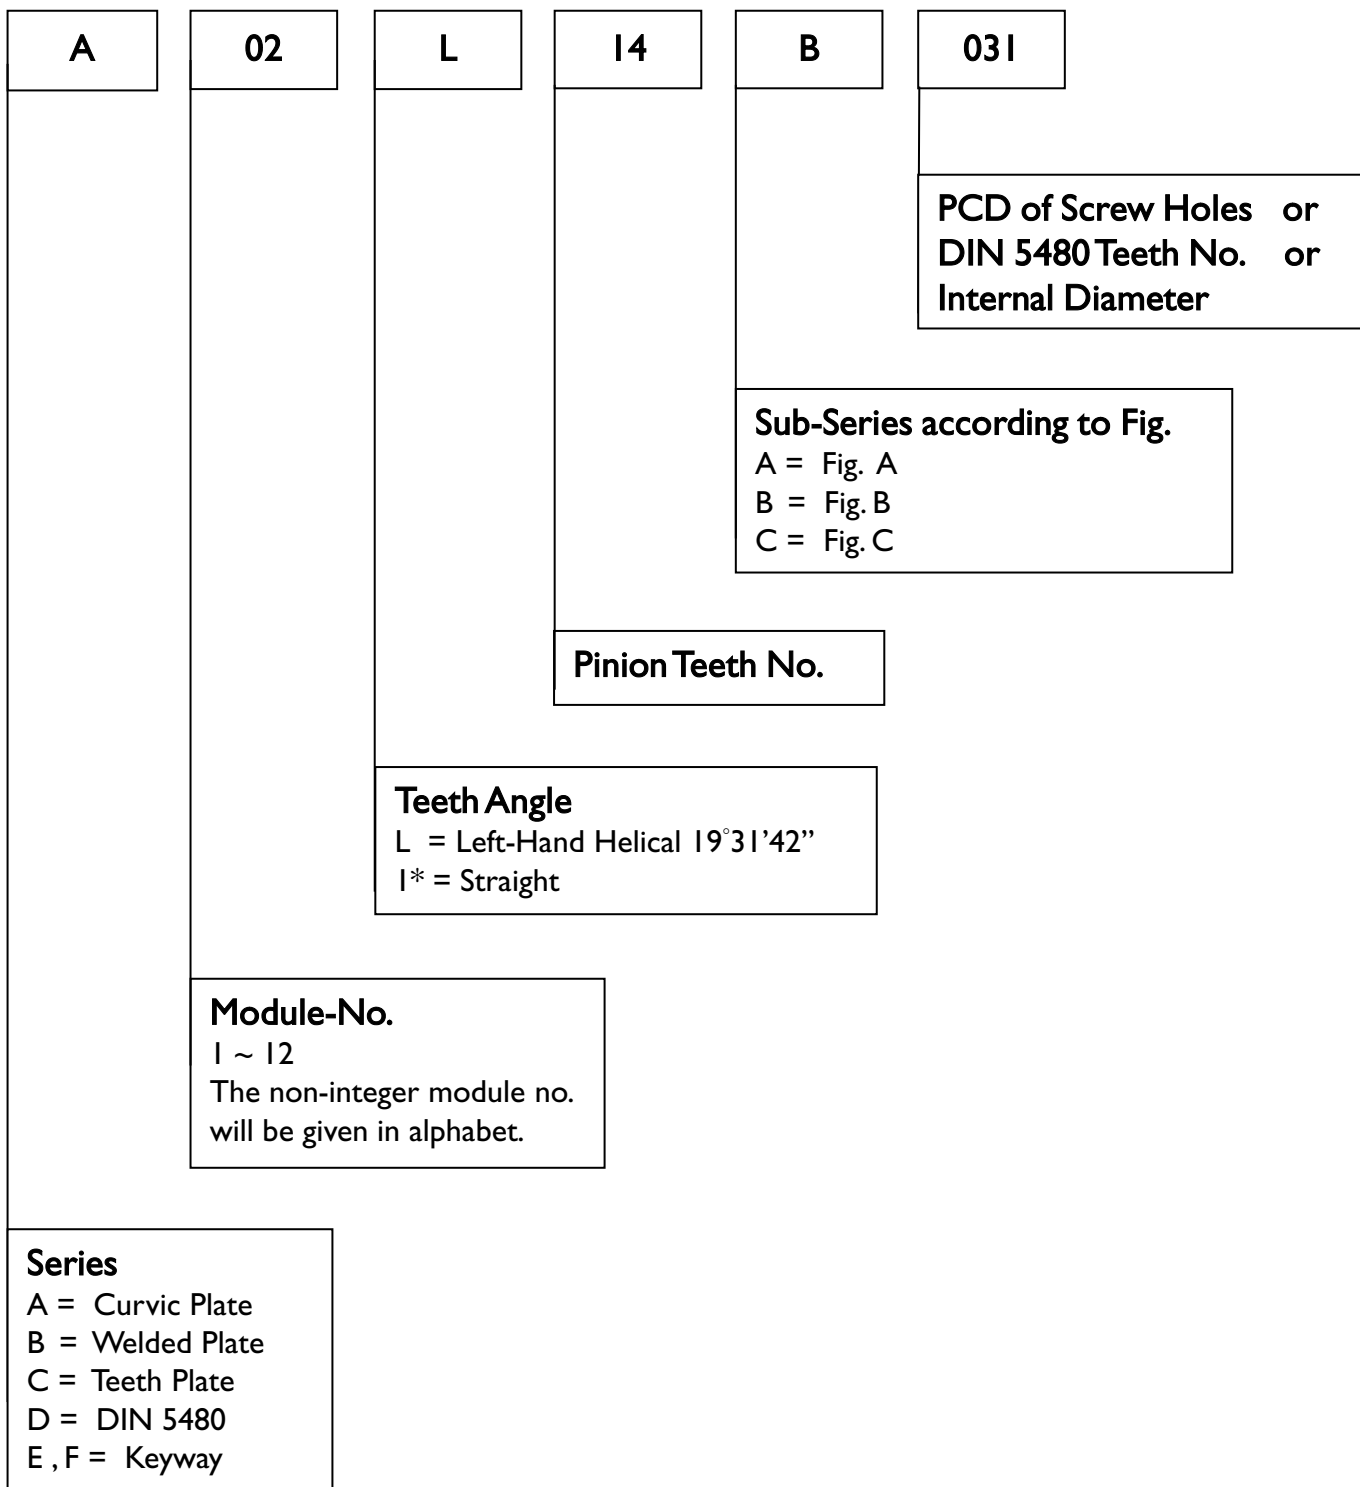 A 02 L 14 B 031
PCD of Screw Holes or
DIN 5480 Teeth No. or
Internal Diameter
Sub-Series according to Fig.
A = Fig. A
B = Fig. B
C = Fig. C
Pinion Teeth No.
Teeth Angle
L = Left-Hand Helical 19°31’42”
1* = Straight
Module-No.
1 ~ 12
The non-integer module no.
will be given in alphabet.
Series
A = Curvic Plate
B = Welded Plate
C = Teeth Plate
D = DIN 5480
E , F = Keyway